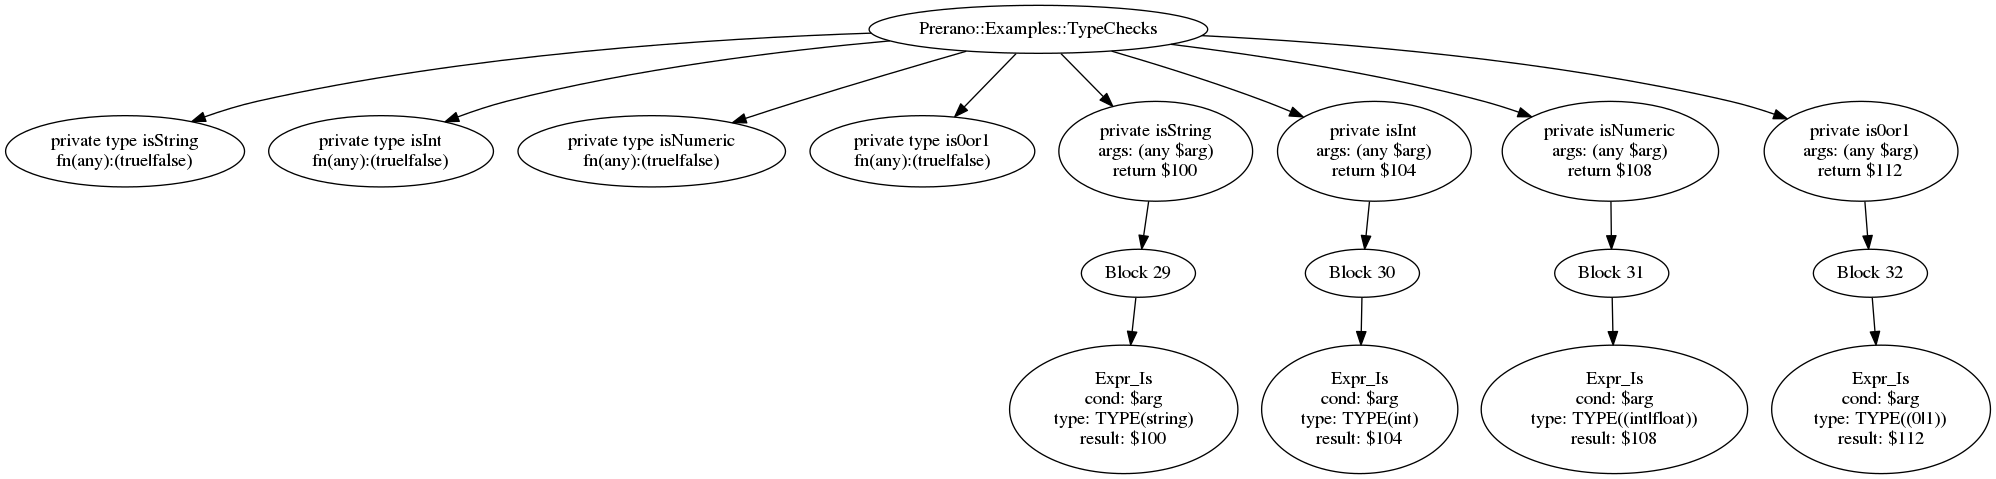 Prerano::Examples::TypeChecks
private type isString
fn(any):(true|false)
private type isInt
fn(any):(true|false)
private type isNumeric
fn(any):(true|false)
private type is0or1
fn(any):(true|false)
private isString
args: (any $arg)
return $100
private isInt
args: (any $arg)
return $104
private isNumeric
args: (any $arg)
return $108
private is0or1
args: (any $arg)
return $112
Block 29
Block 30
Block 31
Block 32
Expr_Is
cond: $arg
type: TYPE(string)
result: $100
Expr_Is
cond: $arg
type: TYPE(int)
result: $104
Expr_Is
cond: $arg
type: TYPE((int|float))
result: $108
Expr_Is
cond: $arg
type: TYPE((0|1))
result: $112